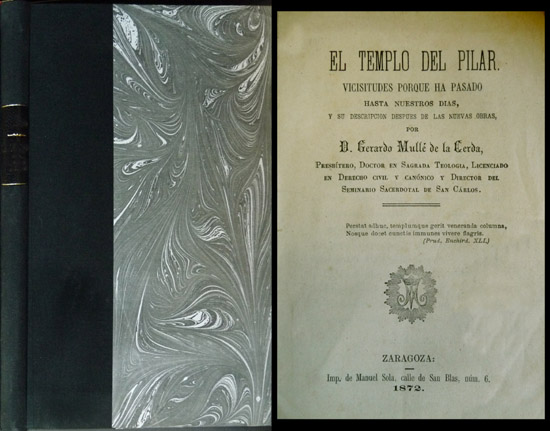 EL TEMPLO DEL PILAR.
VICISITUDES PORQUE HA PASADO
HASTA NUESTROS DIAS,
Y SU DESCRIPCION DESPUES DE LAS NUEVAS OBRAS,
POR
D. Gerardo Mullé de la Cerda,
PRESBÍTERO, DOCTOR EN SAGRADA TEOLOGIA, LICENCIADO
EN DERECHO CIVIL Y CANÓNICO Y DIRECTOR DEL
SEMINARIO SACERDOTAL DE SAN CÁRLOS.
Perstat adhuc, templumque gerit veneranda columna,
Nosque docet cunctis immunes vivere flagris.
(Prud. Enchird. XLI.)
ZARAGOZA:
Imp. de Manuel Sola, calle de San Blas, núm. 6.
1872.